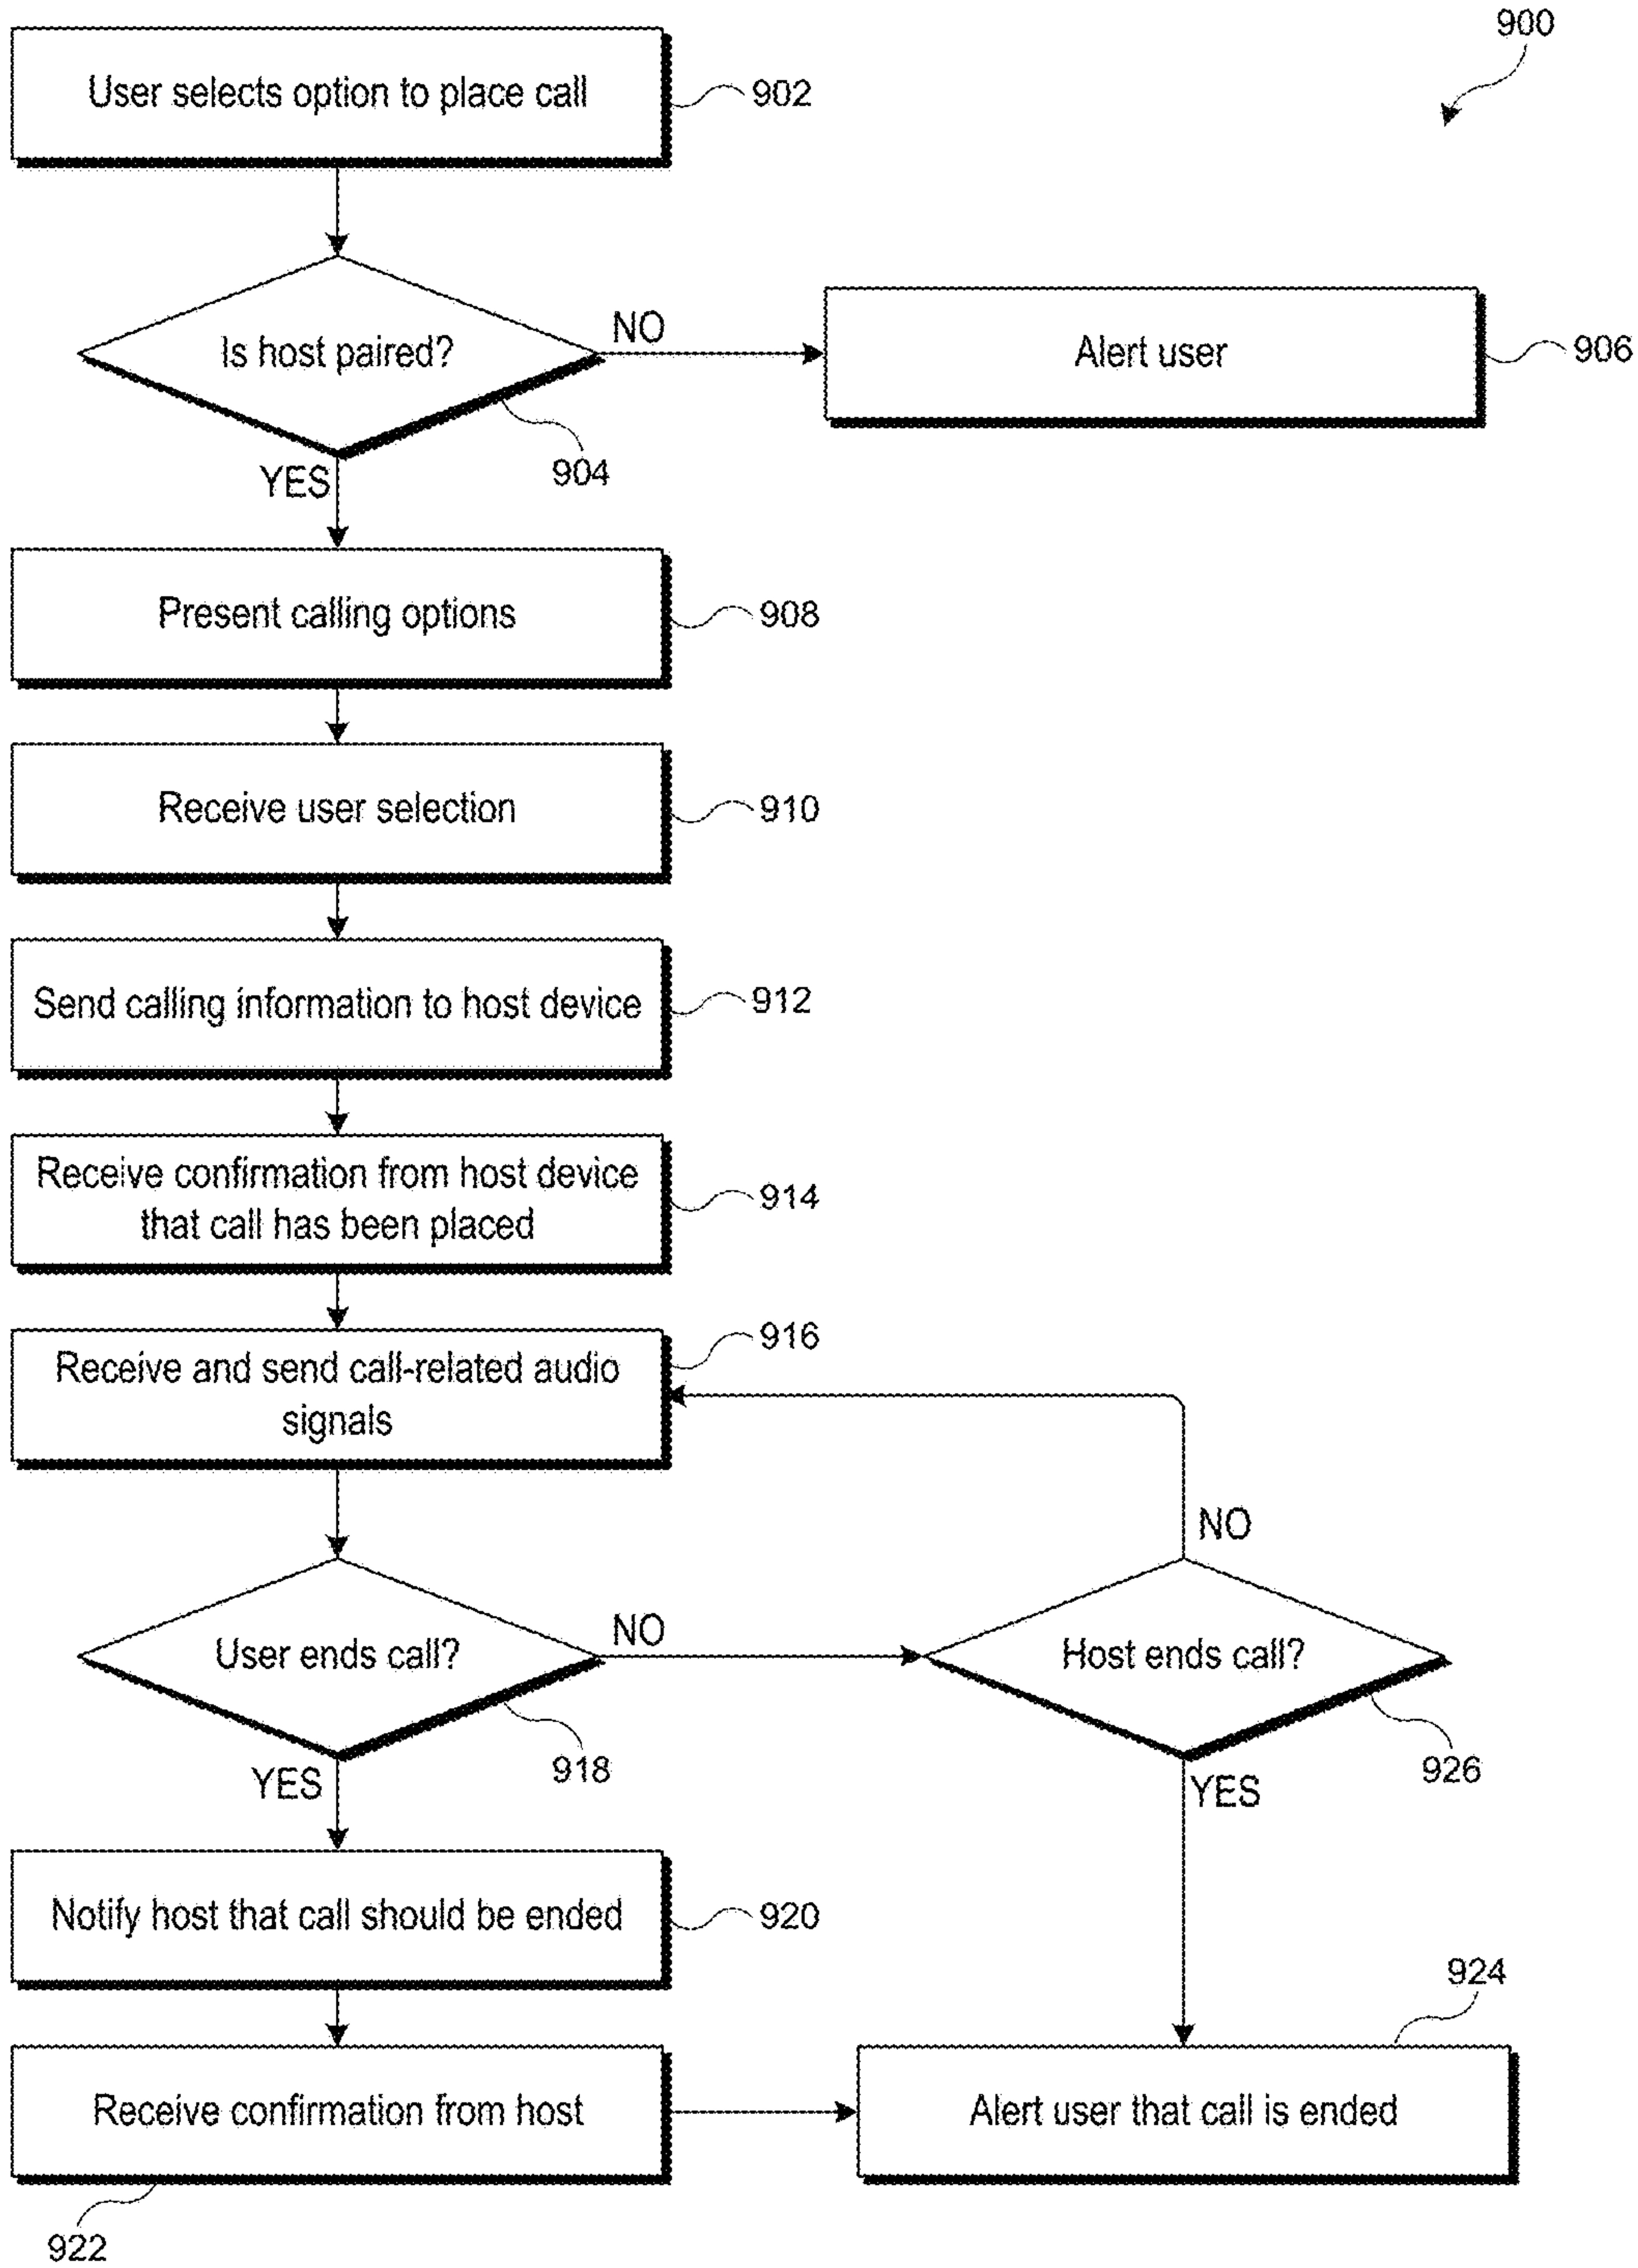 900
User selects option to place call
902
Is host paired?
NO
Alert user
906
904
YES
Present calling options
908
Receive user selection
910
Send calling information to host device
912
Receive confirmation from host device
that call has been placed
914
Receive and send call-related audio
signals
916
NO
User ends call?
NO
Host ends call?
918
926
YES
YES
Notify host that call should be ended
920
924
Receive confirmation from host
Alert user that call is ended
922